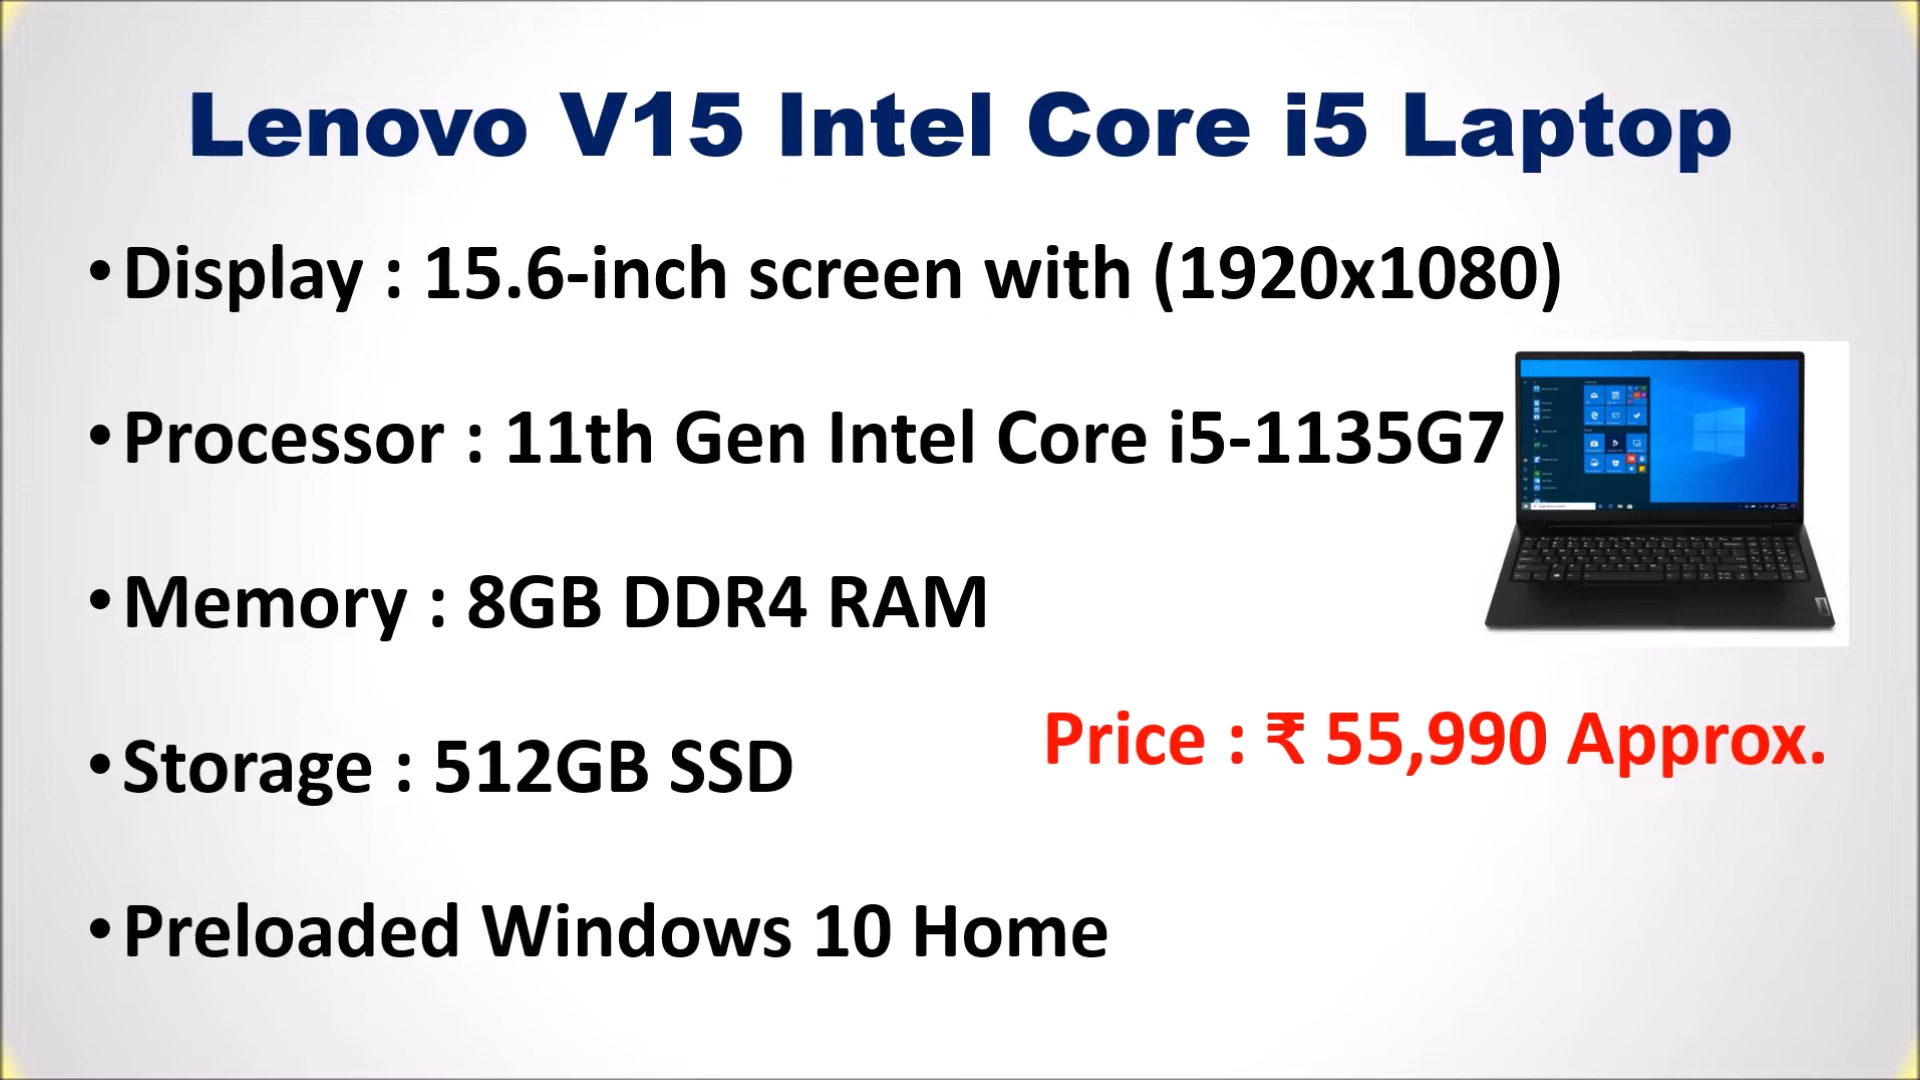 Lenovo V15 Intel Core i5 Laptop
• Display : 15.6-inch screen with (1920x1080)
• Processor : 11th Gen Intel Core i5-1135G7
• Memory : 8GB DDR4 RAM
• Storage : 512GB SSD
Price : ₹ 55,990 Approx.
• Preloaded Windows 10 Home